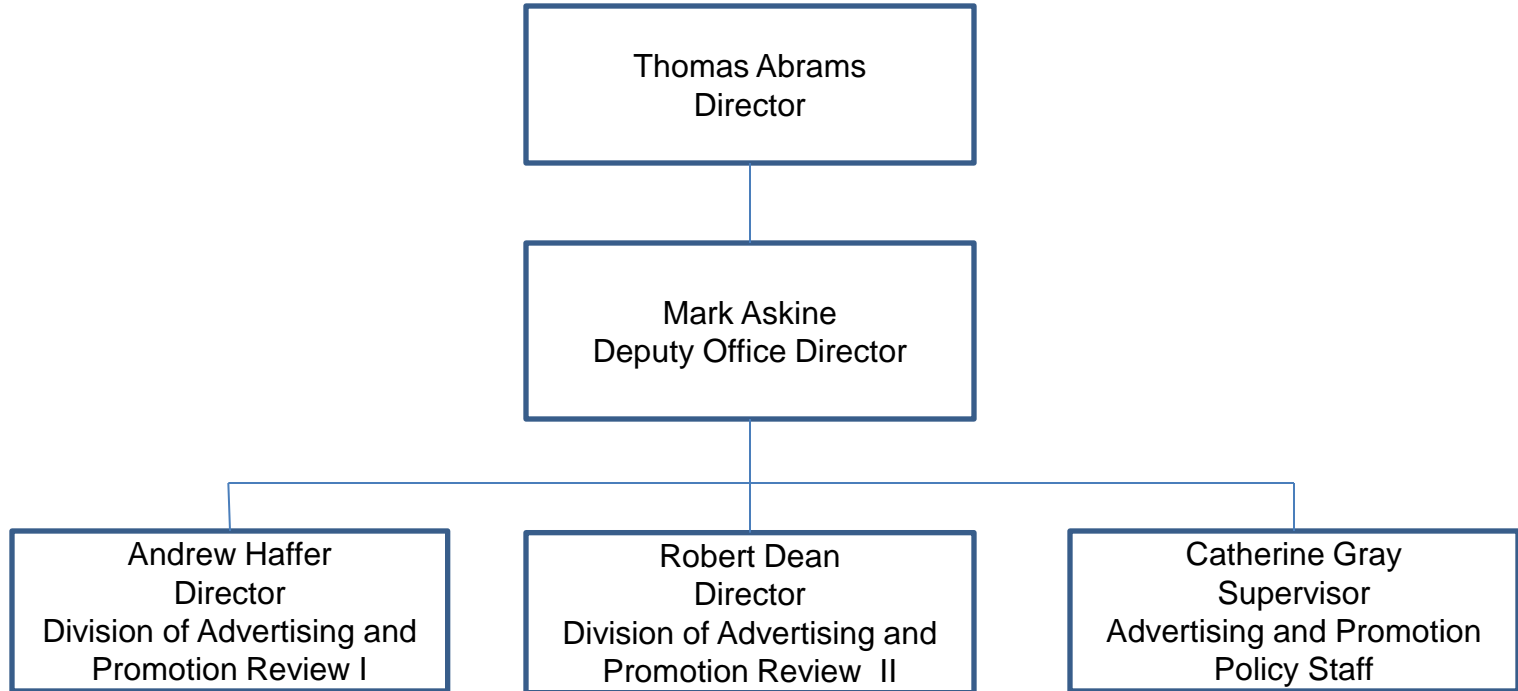 Thomas Abrams
Director
Mark Askine
Deputy Office Director
Andrew Haffer
Director
Division of Advertising and
Promotion Review I
Robert Dean
Director
Division of Advertising and
Promotion Review II
Catherine Gray
Supervisor
Advertising and Promotion
Policy Staff